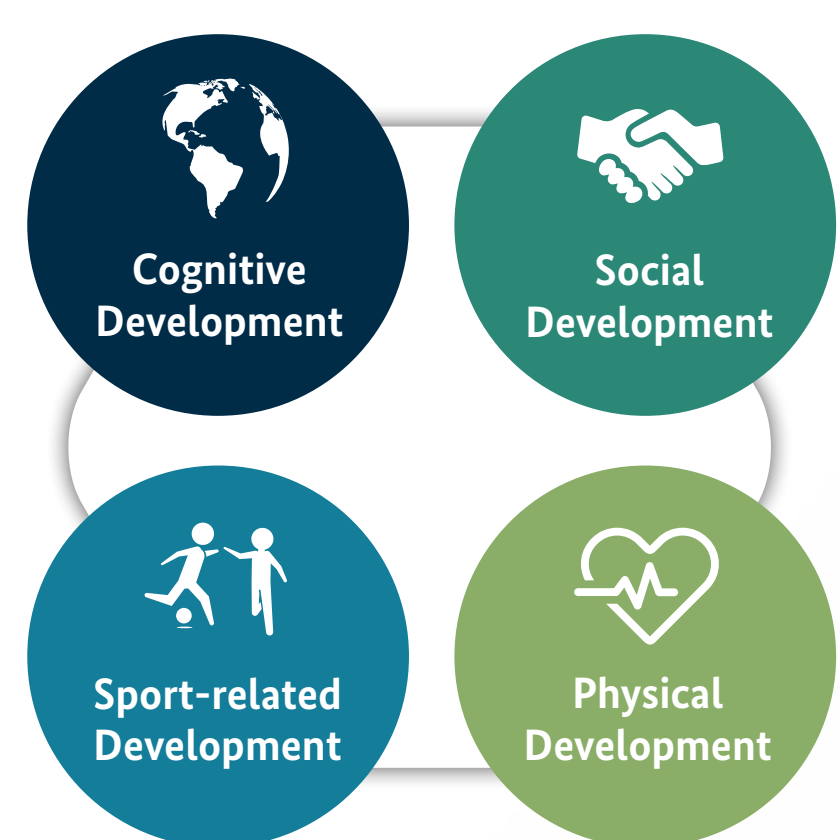 Cognitive
Development
Social
Development
Sport-related
Development
Physical
Development